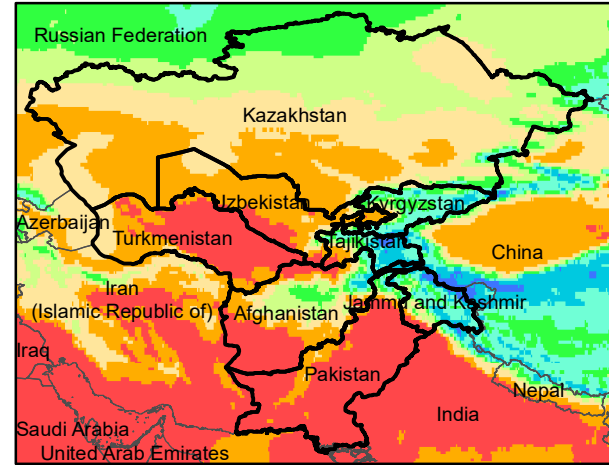 Russian Federation
Kazakhstan
Uzbekistan
Kyrgyzstan
Azerbaijan
Turkmenistan
Tajikistan
China
Iran
(Islamic Republic of)
Afghanistan
Jammu and Kashmir
Iraq
Pakistan
Nepal
India
Saudi Arabia
United Arab Emirates